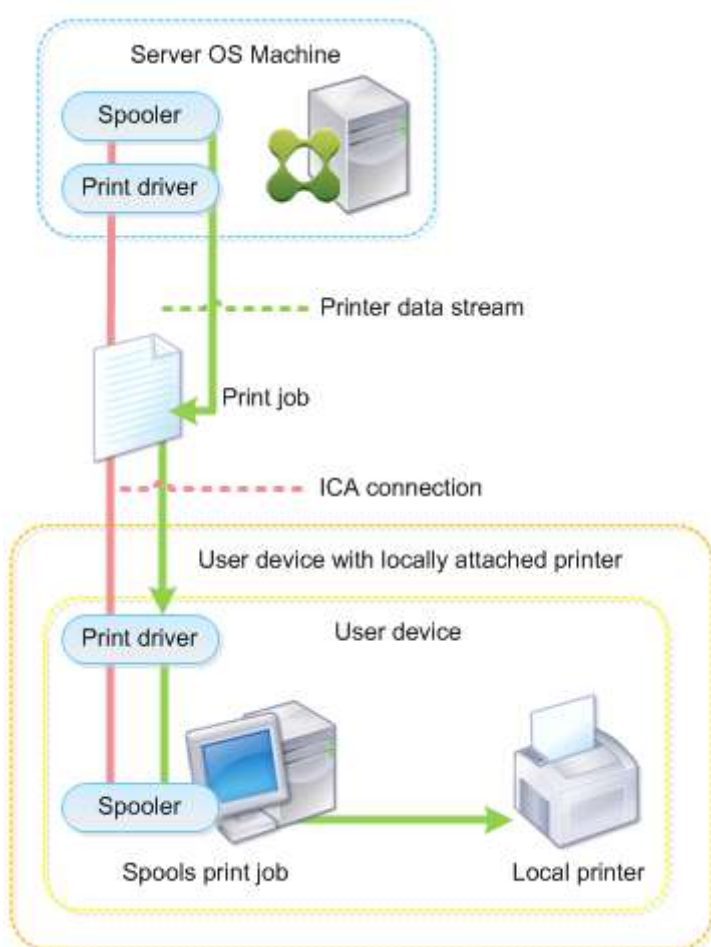 Server OS Machine
Spooler
Print driver
Printer data stream
Print job
ICA connection
User device with locally attached printer
Print driver
User device
Spooler
Spools print job
Local printer